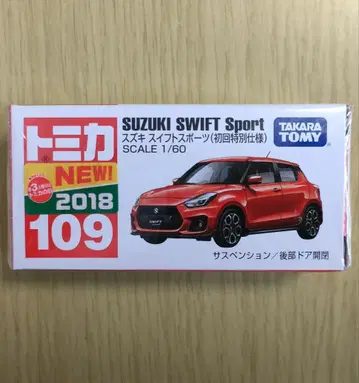 トミカ
NEW!
2018
109
SUZUKI SWIFT Sport
スズキ スイフトスポーツ(初回特別仕様)
SCALE 1/60
TAKARA
TOMY
SWIFT
サスペンション/後部ドア開閉